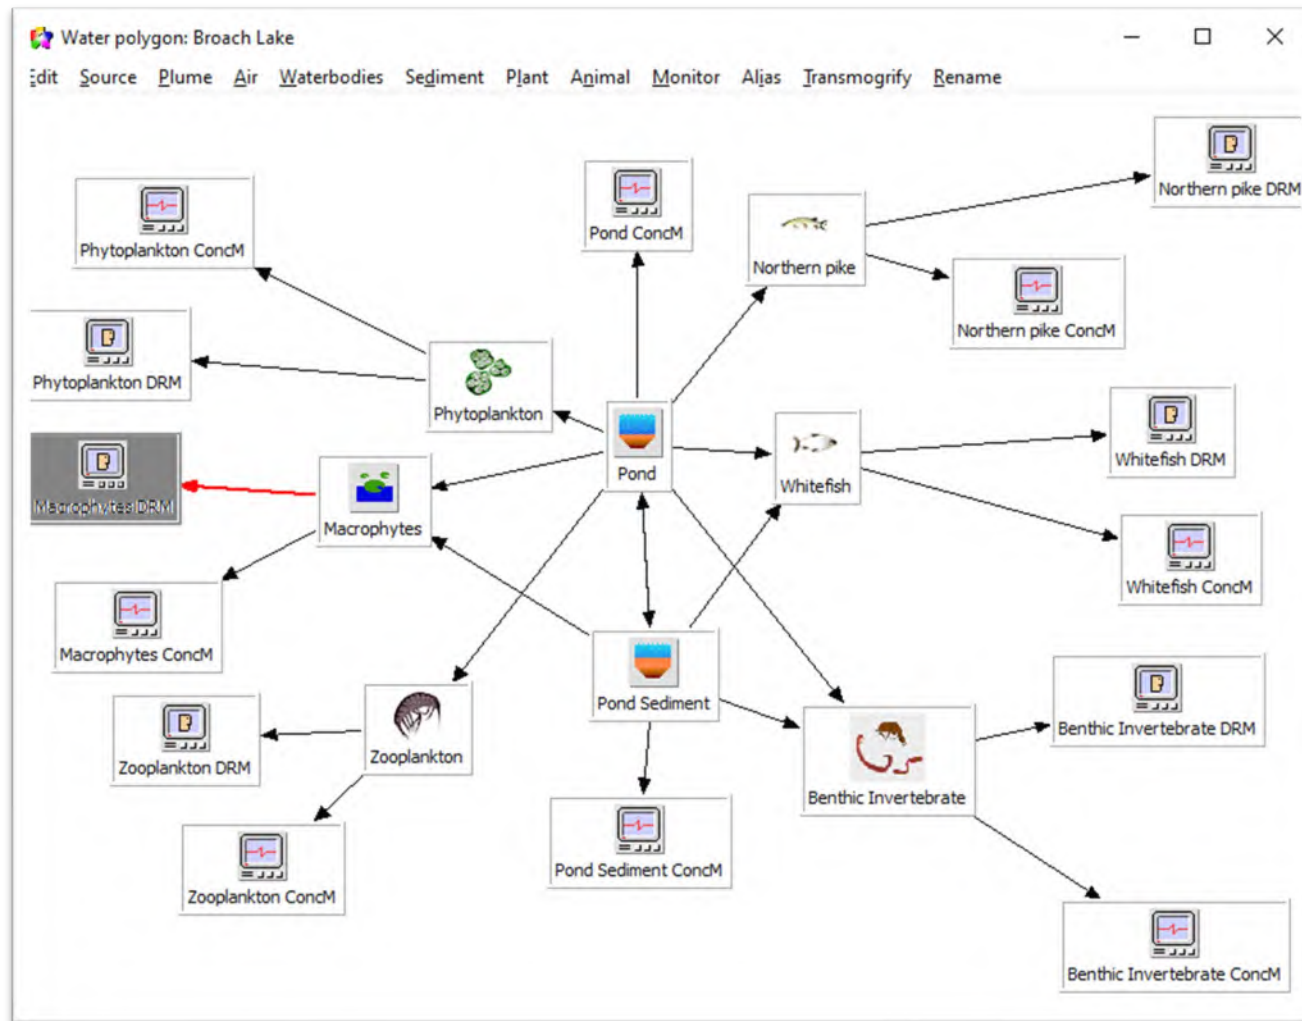 Water polygon: Broach Lake
Edit Source Plume Air Waterbodies Sediment Plant Animal Monitor Alias Transmogrify Rename
Northern pike DRM
Phytoplankton ConcM
Pond ConcM
Northern pike
Northern pike ConcM
Phytoplankton DRM
Phytoplankton
Whitefish DRM
Pond
Whitefish
Macrophytes DRM
Macrophytes
Whitefish ConcM
Macrophytes ConcM
Pond Sediment
Benthic Invertebrate DRM
Zooplankton DRM
Zooplankton
Benthic Invertebrate
Pond Sediment ConcM
Zooplankton ConcM
Benthic Invertebrate ConcM